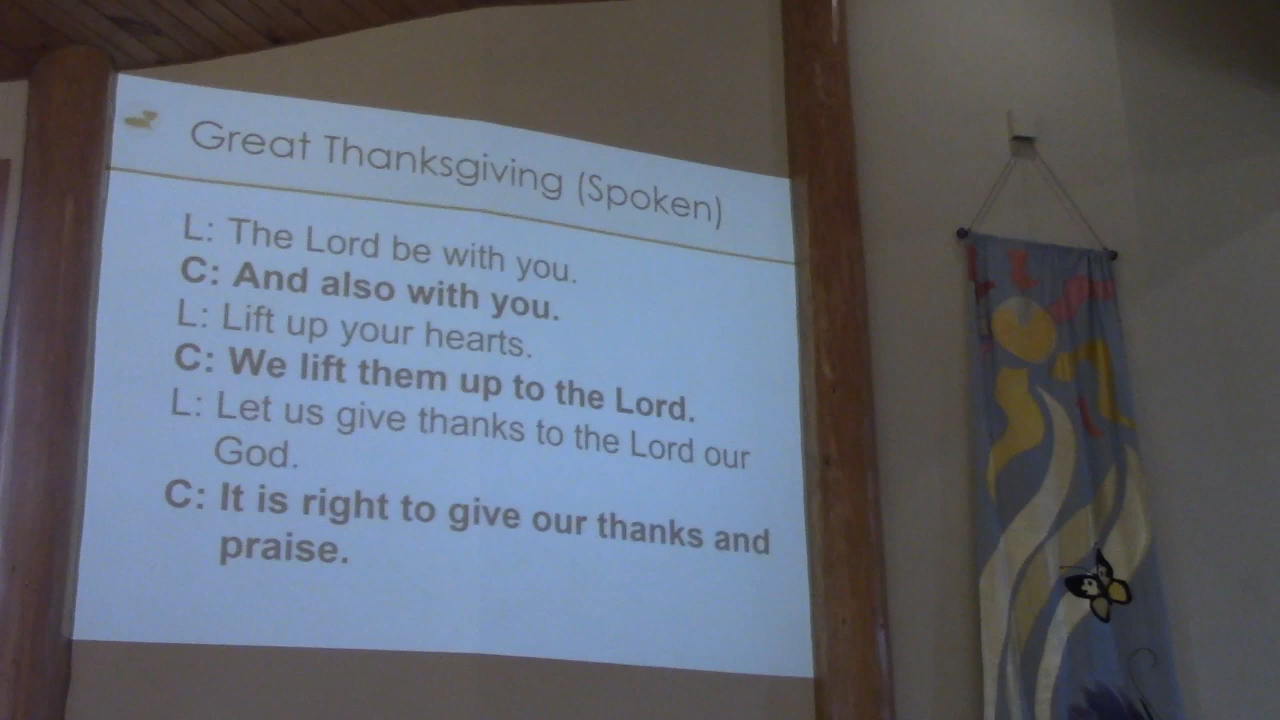 Great Thanksgiving (Spoken)
L: The Lord be with you.
C: And also with you.
L: Lift up your hearts.
C: We lift them up to the Lord.
L: Let us give thanks to the Lord our
God.
C: It is right to give our thanks and
praise.